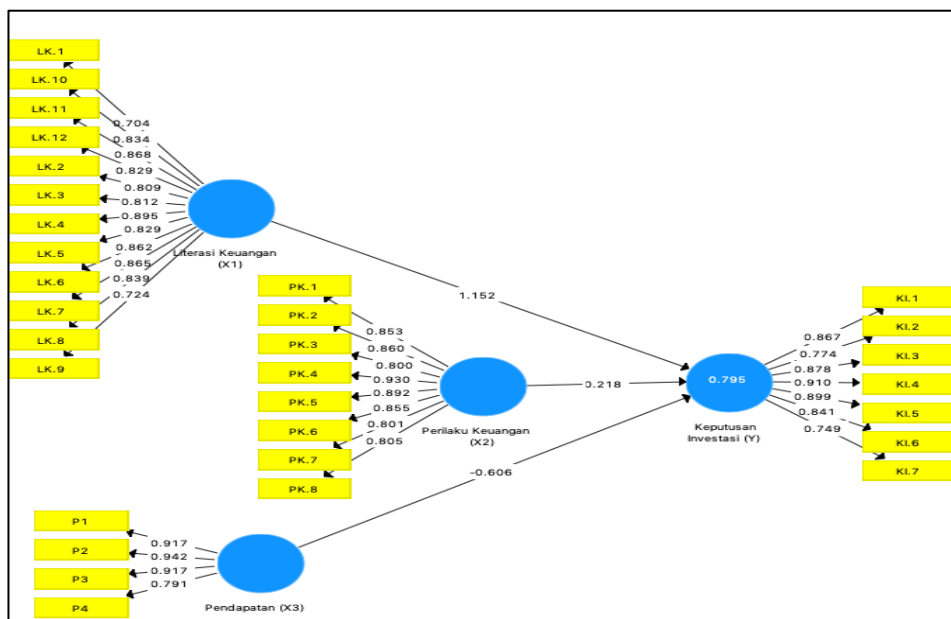 LK.1
LK.10
LK.11
LK.12
LK.2
LK.3
LK.4
LK.5
LK.6
LK.7
LK.8
LK.9
0.704
0.834
0.868
0.829
0.809
0.812
0.895
0.829
0.862
0.865
0.839
0.724
Literasi Keuangan
(X1)
1.152
PK.1
PK.2
PK.3
PK.4
PK.5
PK.6
PK.7
PK.8
0.853
0.860
0.800
0.930
0.892
0.855
0.801
0.805
Perilaku Keuangan
(X2)
0.218
0.795
Keputusan
Investasi (Y)
0.867
0.774
0.878
0.910
0.899
0.841
0.749
KI.1
KI.2
KI.3
KI.4
KI.5
KI.6
KI.7
-0.606
P1
P2
P3
P4
0.917
0.942
0.917
0.791
Pendapatan (X3)